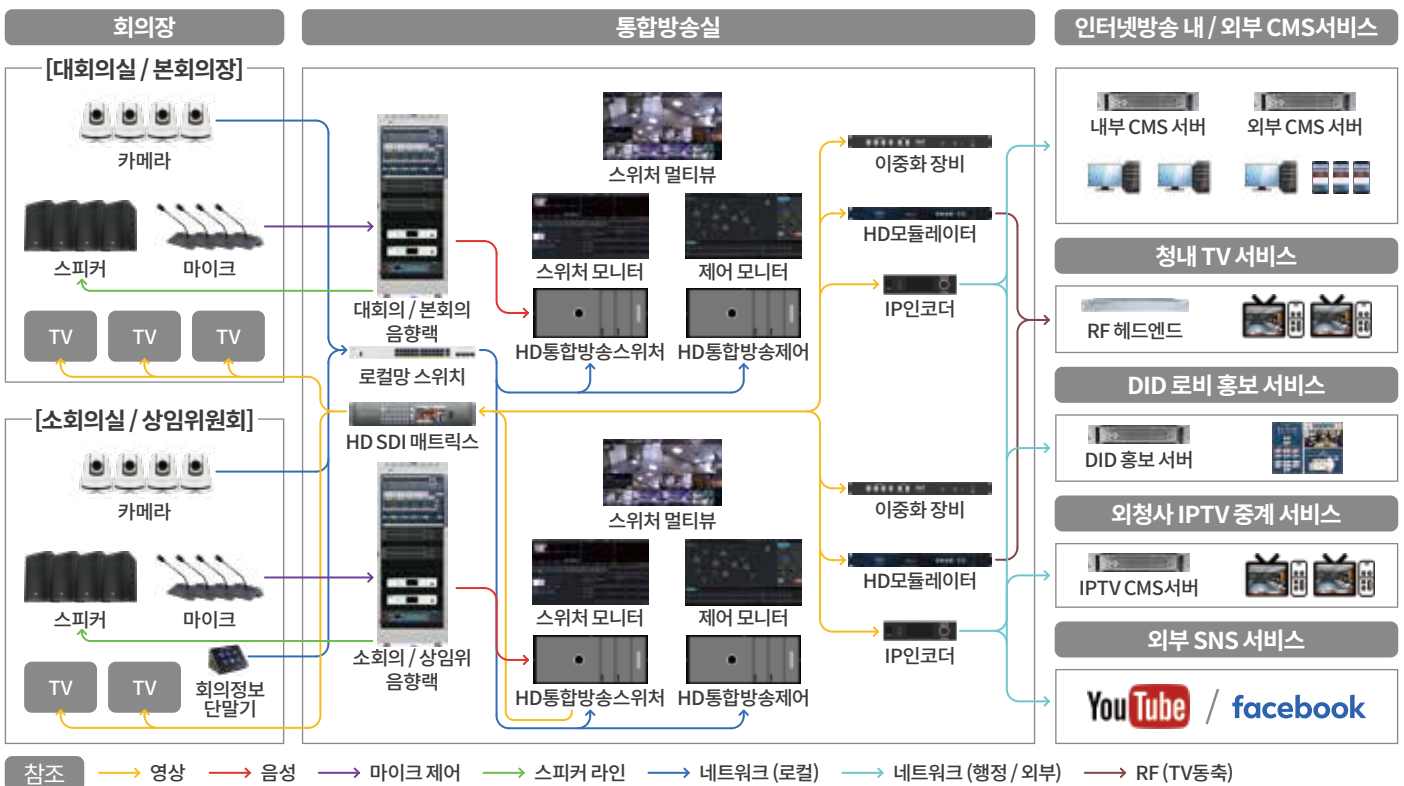 회의장
[대회의실 / 본회의장]
카메라
스피커
마이크
TV
TV
TV
[소회의실 / 상임위원회]
카메라
스피커
마이크
TV
TV
회의정보
단말기
통합방송실
대회의 / 본회의
음향랙
로컬망 스위치
HD SDI 매트릭스
소회의 / 상임위
음향랙
스위처 멀티뷰
스위처 모니터
제어 모니터
HD통합방송스위처
HD통합방송제어
스위처 멀티뷰
스위처 모니터
제어 모니터
HD통합방송스위처
HD통합방송제어
이중화 장비
HD모듈레이터
IP인코더
이중화 장비
HD모듈레이터
IP인코더
인터넷방송 내 / 외부 CMS서비스
내부 CMS 서버
외부 CMS 서버
청내 TV 서비스
RF 헤드엔드
DID 로비 홍보 서비스
DID 홍보 서버
외청사 IPTV 중계 서비스
IPTV CMS서버
외부 SNS 서비스
YouTube / facebook
참조
영상
음성
마이크 제어
스피커 라인
네트워크 (로컬)
네트워크 (행정 / 외부)
RF (TV동축)